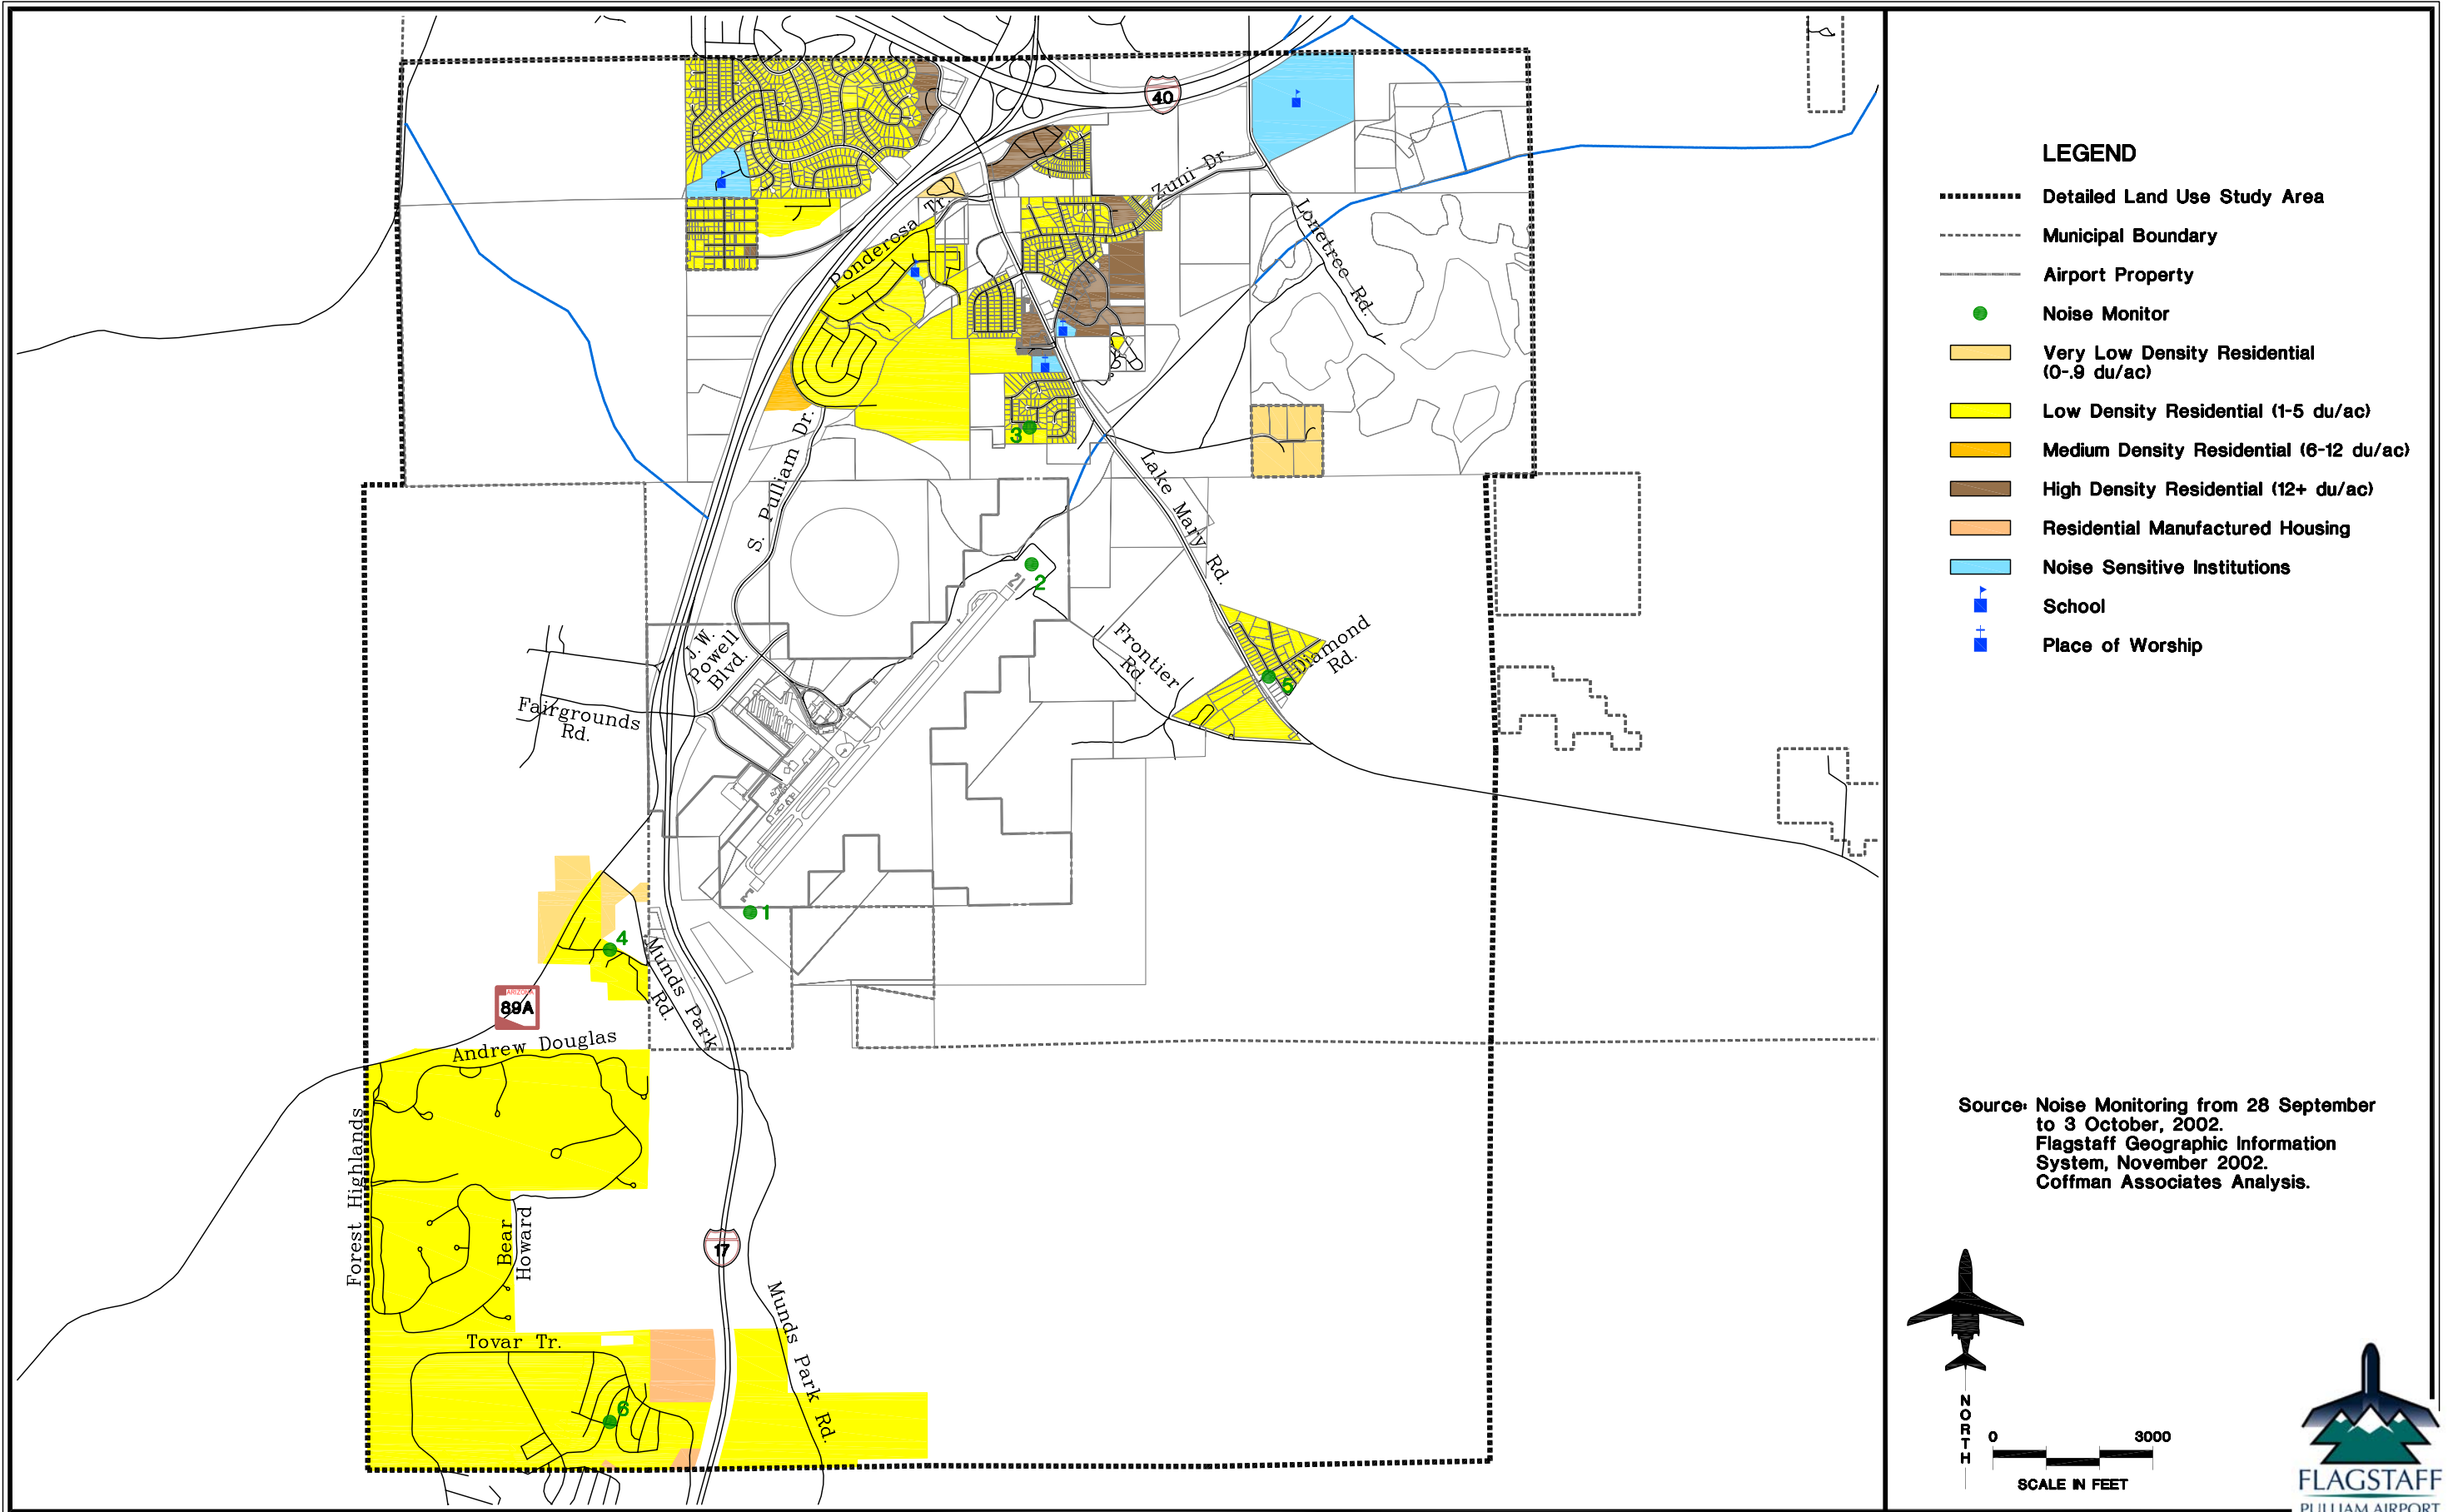 40
Zuni Dr.
Ponderosa Tr.
Lonetree Rd.
3
S. Pulliam Dr.
Lake Mary Rd.
21
2
J.W.
Powell
Blvd.
Frontier
Rd.
Diamond
Rd.
5
Fairgrounds
Rd.
3
1
4
Munds Park
Rd.
ARIZONA
89A
Andrew Douglas
Forest Highlands
Bear
Howard
17
Munds Park Rd.
Tovar Tr.
6
LEGEND
Detailed Land Use Study Area
Municipal Boundary
Airport Property
Noise Monitor
Very Low Density Residential
(0-.9 du/ac)
Low Density Residential (1-5 du/ac)
Medium Density Residential (6-12 du/ac)
High Density Residential (12+ du/ac)
Residential Manufactured Housing
Noise Sensitive Institutions
School
Place of Worship
Source: Noise Monitoring from 28 September
to 3 October, 2002.
Flagstaff Geographic Information
System, November 2002.
Coffman Associates Analysis.
NORTH
0 3000
SCALE IN FEET
FLAGSTAFF
PULLIAM AIRPORT